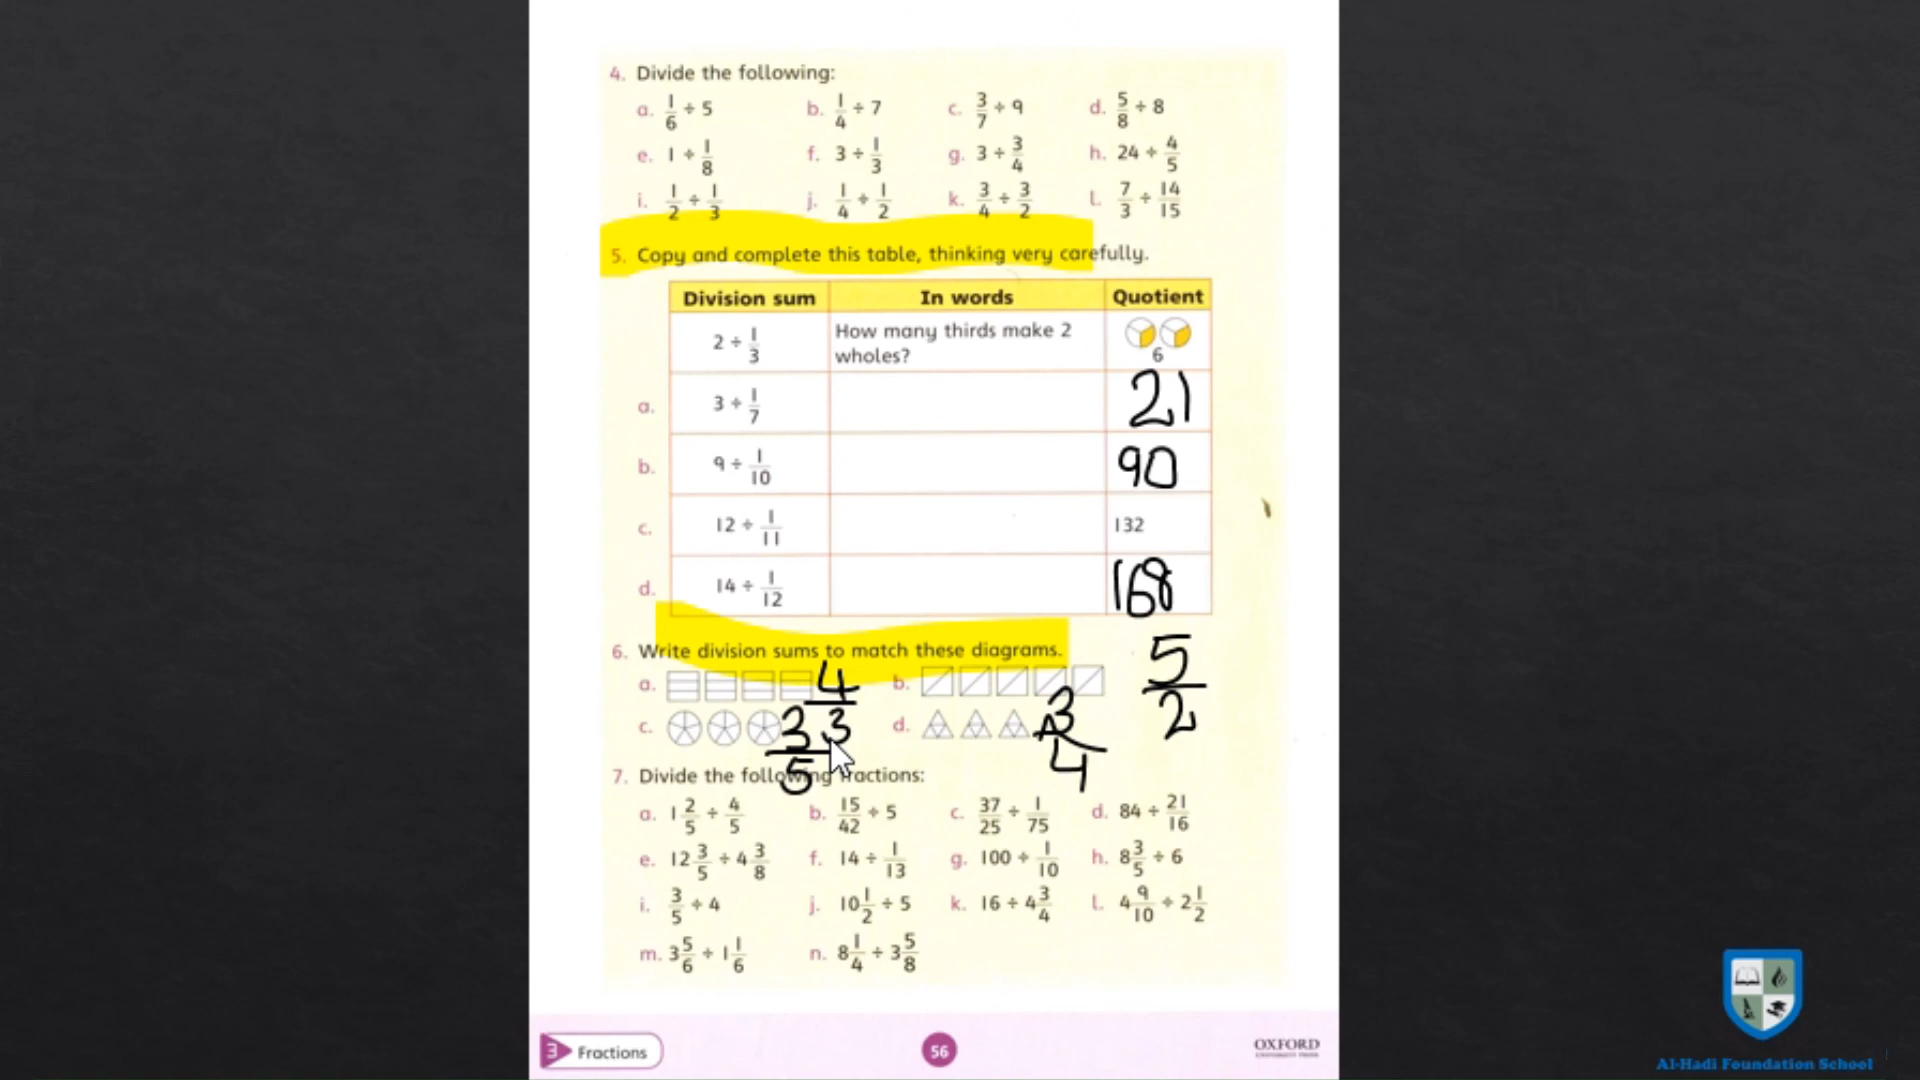 4. Divide the following:
a. 1/6 ÷ 5 b. 1/4 ÷ 7 c. 3/7 ÷ 9 d. 5/8 ÷ 8
e. 1 ÷ 1/8 f. 3 ÷ 1/3 g. 3 ÷ 3/4 h. 24 ÷ 4/5
i. 1/2 ÷ 1/3 j. 1/4 ÷ 1/2 k. 3/4 ÷ 3/2 l. 7/3 ÷ 14/15
5. Copy and complete this table, thinking very carefully.
Division sum In words Quotient
2 ÷ 1/3 How many thirds make 2 wholes? 6
a. 3 ÷ 1/7 21
b. 9 ÷ 1/10 90
c. 12 ÷ 1/11 132
d. 14 ÷ 1/12 168
6. Write division sums to match these diagrams.
a. 4/3 b. 5/2
c. 3/5 d. 3/4
7. Divide the following fractions:
a. 1 2/5 ÷ 4/5 b. 15/42 ÷ 5 c. 37/25 ÷ 1/75 d. 84 ÷ 21/16
e. 12 3/5 ÷ 4 3/8 f. 14 ÷ 1/13 g. 100 ÷ 1/10 h. 8 3/5 ÷ 6
i. 3/5 ÷ 4 j. 10 1/2 ÷ 5 k. 16 ÷ 4 3/4 l. 4 9/10 ÷ 2 1/2
m. 3 5/6 ÷ 1 1/6 n. 8 1/4 ÷ 3 5/8
3 Fractions
56
OXFORD
UNIVERSITY PRESS
Al-Hadi Foundation School